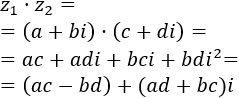 z₁ · z₂ =
= (a + bi) · (c + di) =
= ac + adi + bci + bdi²=
= (ac − bd) + (ad + bc)i